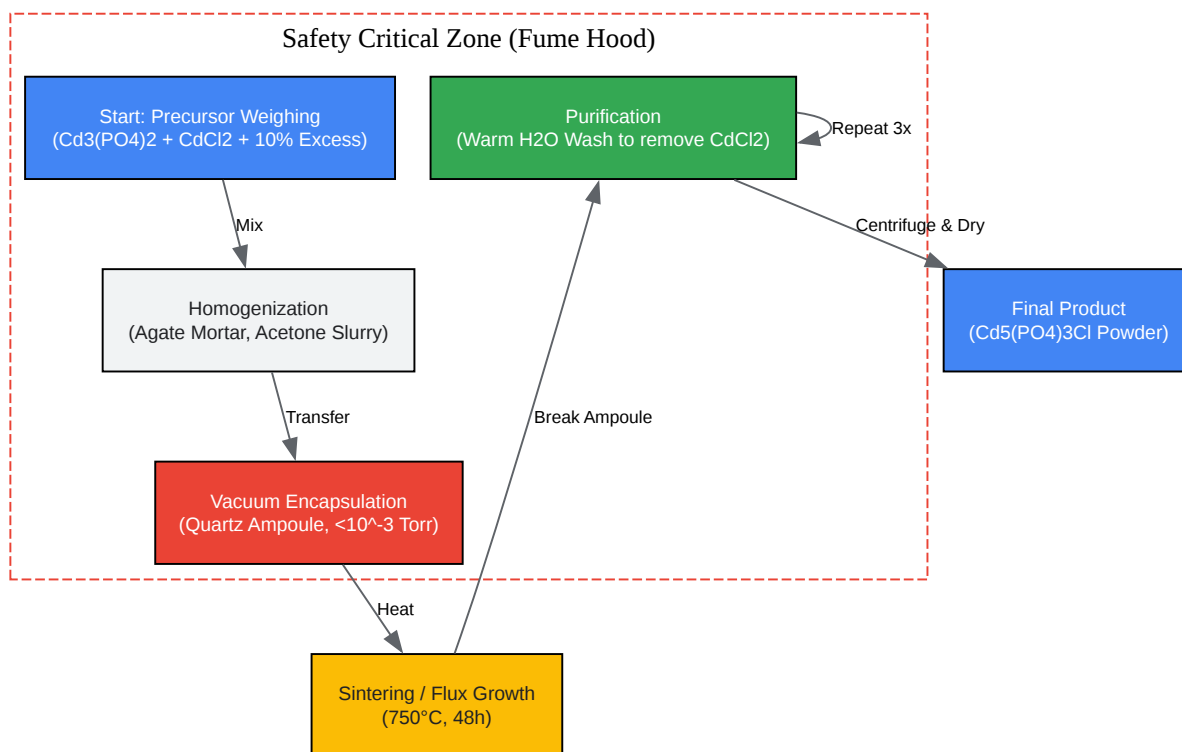 Safety Critical Zone (Fume Hood)
Start: Precursor Weighing
(Cd3(PO4)2 + CdCl2 + 10% Excess)
Purification
(Warm H2O Wash to remove CdCl2)
Repeat 3x
Mix
Centrifuge & Dry
Homogenization
(Agate Mortar, Acetone Slurry)
Final Product
(Cd5(PO4)3Cl Powder)
Transfer
Break Ampoule
Vacuum Encapsulation
(Quartz Ampoule, <10^-3 Torr)
Heat
Sintering / Flux Growth
(750°C, 48h)